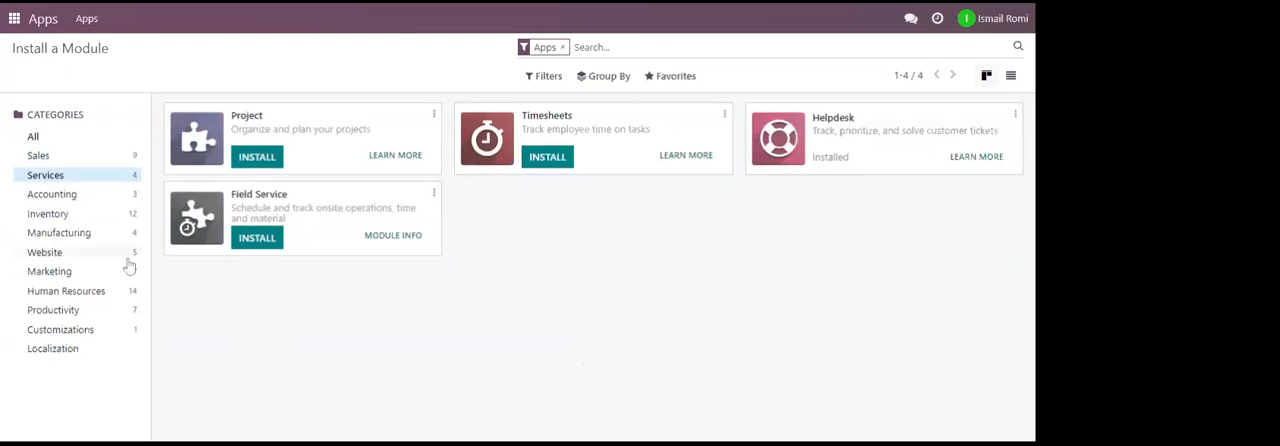 Apps Apps Ismail Romi
Install a Module
Apps × Search...
Filters Group By Favorites 1-4 / 4
CATEGORIES
All
Sales 9
Services 4
Accounting 3
Inventory 12
Manufacturing 4
Website 5
Marketing
Human Resources 14
Productivity 7
Customizations 1
Localization
Project
Organize and plan your projects
INSTALL LEARN MORE
Timesheets
Track employee time on tasks
INSTALL LEARN MORE
Helpdesk
Track, prioritize, and solve customer tickets
Installed LEARN MORE
Field Service
Schedule and track onsite operations, time
and material
INSTALL MODULE INFO